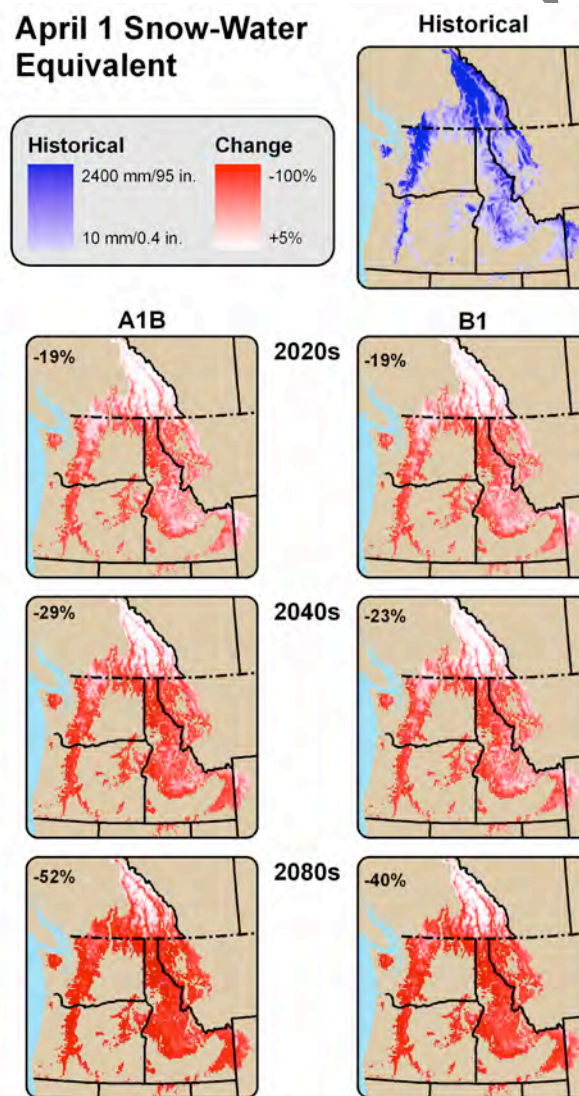 April 1 Snow-Water
Equivalent
Historical
Historical
Change
2400 mm/95 in.
-100%
10 mm/0.4 in.
+5%
A1B
B1
-19%
2020s
-19%
-29%
2040s
-23%
-52%
2080s
-40%